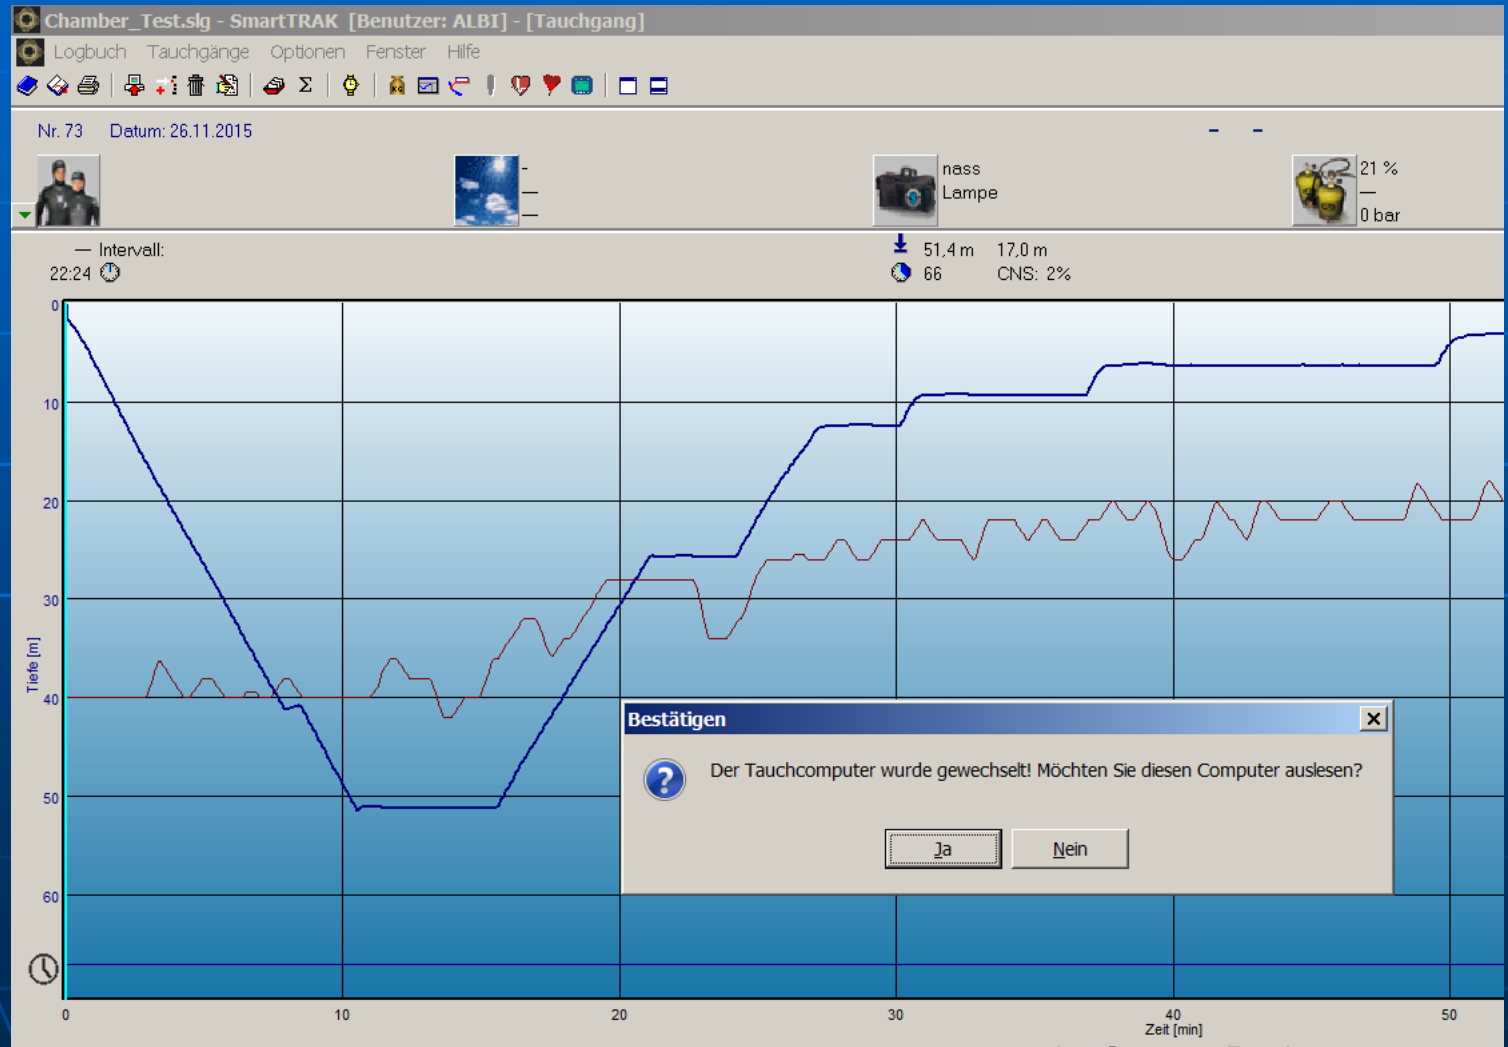 Chamber_Test.slg - SmartTRAK [Benutzer: ALBI] - [Tauchgang]
Logbuch Tauchgänge Optionen Fenster Hilfe
KG Σ
Nr. 73 Datum: 26.11.2015 - -
-
—
—
nass
Lampe
21 %
—
0 bar
— Intervall:
22:24
51,4 m 17,0 m
66 CNS: 2%
0
10
20
30
Tiefe [m]
40
50
60
Bestätigen
Der Tauchcomputer wurde gewechselt! Möchten Sie diesen Computer auslesen?
Ja Nein
0 10 20 30 40 50
Zeit [min]